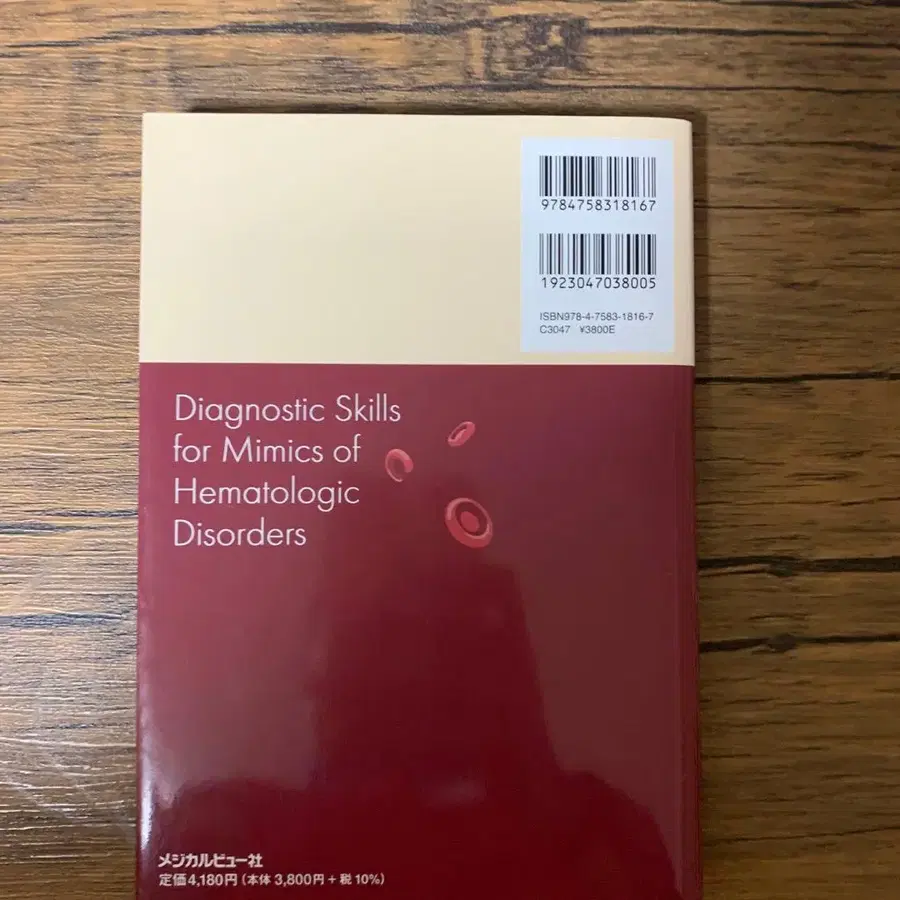 9784758318167
1923047038005
ISBN978-4-7583-1816-7
C3047 ¥3800E
Diagnostic Skills
for Mimics of
Hematologic
Disorders
メジカルビュー社
定価4,180円(本体 3,800円+税10%)